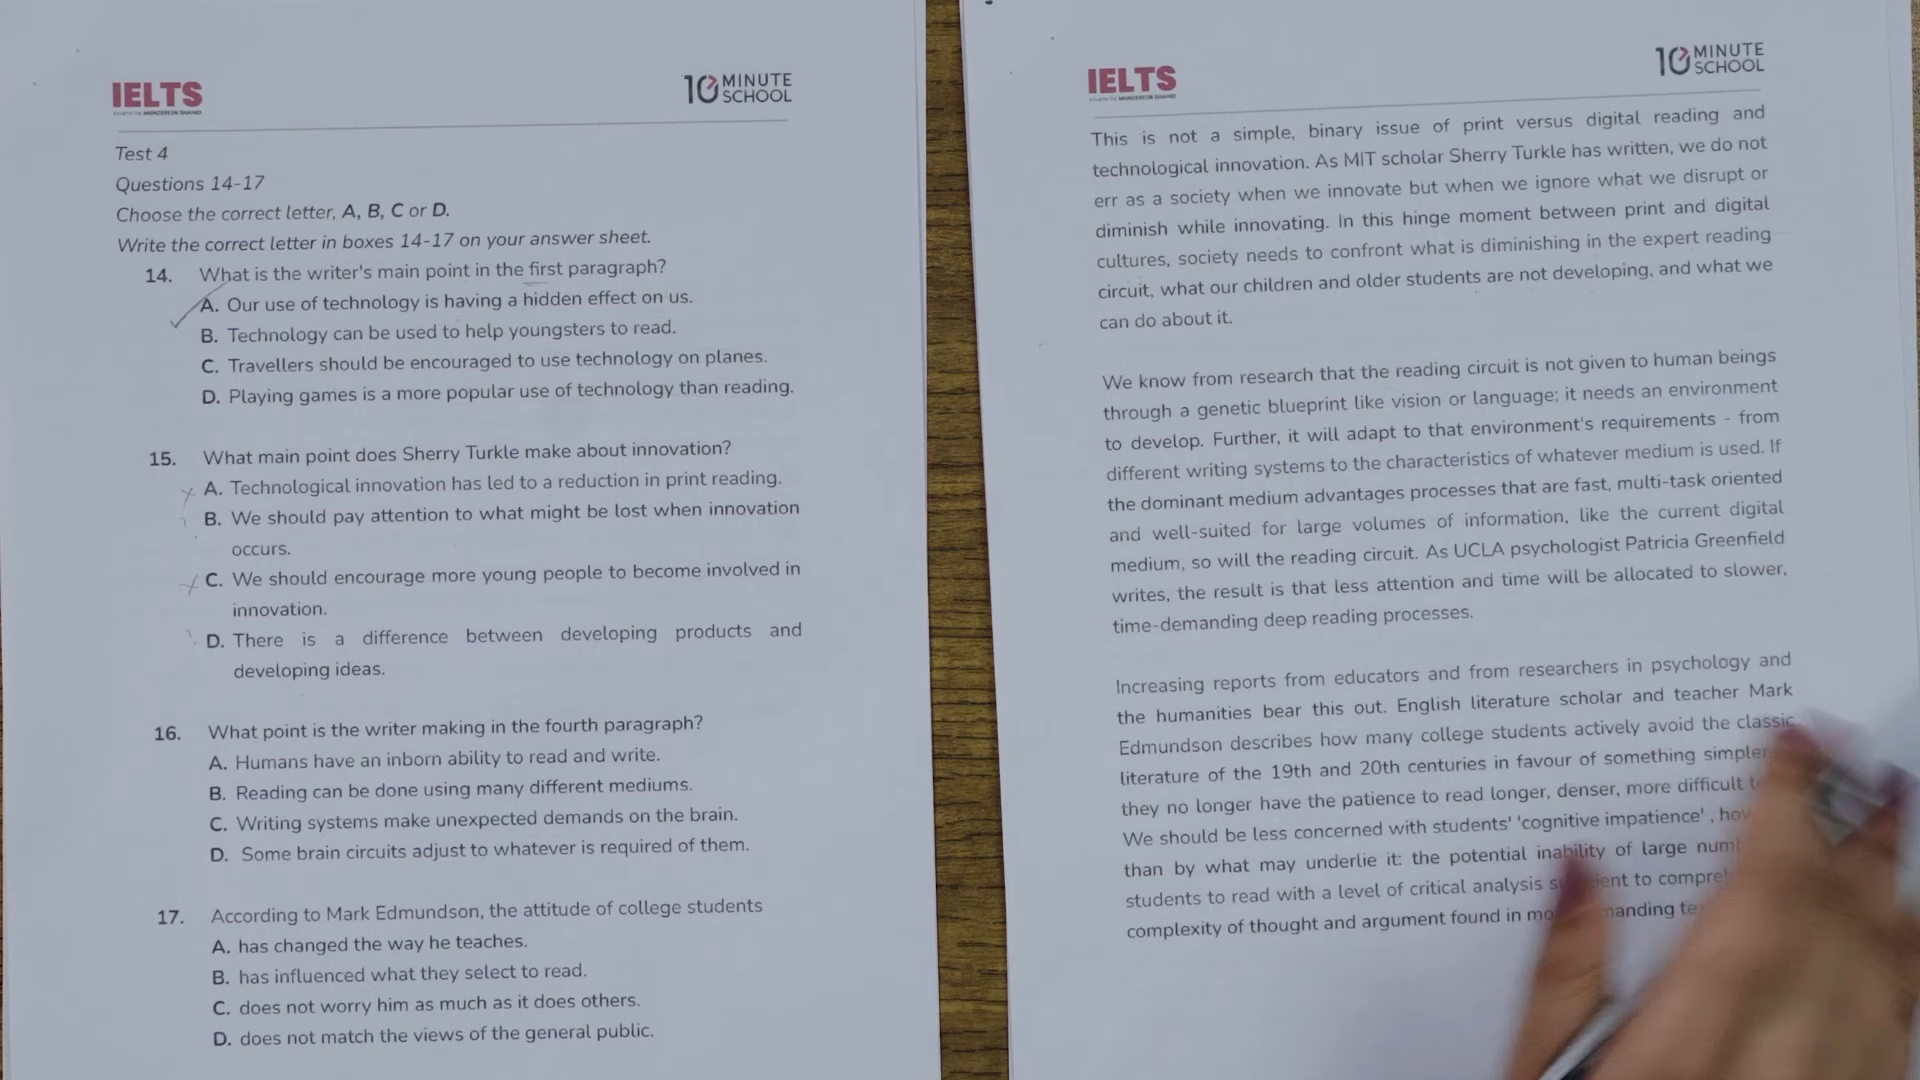 IELTS
10 MINUTE SCHOOL
Test 4
Questions 14-17
Choose the correct letter, A, B, C or D.
Write the correct letter in boxes 14-17 on your answer sheet.
14. What is the writer's main point in the first paragraph?
A. Our use of technology is having a hidden effect on us.
B. Technology can be used to help youngsters to read.
C. Travellers should be encouraged to use technology on planes.
D. Playing games is a more popular use of technology than reading.
15. What main point does Sherry Turkle make about innovation?
A. Technological innovation has led to a reduction in print reading.
B. We should pay attention to what might be lost when innovation
occurs.
C. We should encourage more young people to become involved in
innovation.
D. There is a difference between developing products and
developing ideas.
16. What point is the writer making in the fourth paragraph?
A. Humans have an inborn ability to read and write.
B. Reading can be done using many different mediums.
C. Writing systems make unexpected demands on the brain.
D. Some brain circuits adjust to whatever is required of them.
17. According to Mark Edmundson, the attitude of college students
A. has changed the way he teaches.
B. has influenced what they select to read.
C. does not worry him as much as it does others.
D. does not match the views of the general public.
IELTS
10 MINUTE SCHOOL
This is not a simple, binary issue of print versus digital reading and
technological innovation. As MIT scholar Sherry Turkle has written, we do not
err as a society when we innovate but when we ignore what we disrupt or
diminish while innovating. In this hinge moment between print and digital
cultures, society needs to confront what is diminishing in the expert reading
circuit, what our children and older students are not developing, and what we
can do about it.
We know from research that the reading circuit is not given to human beings
through a genetic blueprint like vision or language; it needs an environment
to develop. Further, it will adapt to that environment's requirements - from
different writing systems to the characteristics of whatever medium is used. If
the dominant medium advantages processes that are fast, multi-task oriented
and well-suited for large volumes of information, like the current digital
medium, so will the reading circuit. As UCLA psychologist Patricia Greenfield
writes, the result is that less attention and time will be allocated to slower,
time-demanding deep reading processes.
Increasing reports from educators and from researchers in psychology and
the humanities bear this out. English literature scholar and teacher Mark
Edmundson describes how many college students actively avoid the classic
literature of the 19th and 20th centuries in favour of something simpler
they no longer have the patience to read longer, denser, more difficult
We should be less concerned with students' 'cognitive impatience' ,
than by what may underlie it: the potential inability of large
students to read with a level of critical analysis to
complexity of thought and argument found in